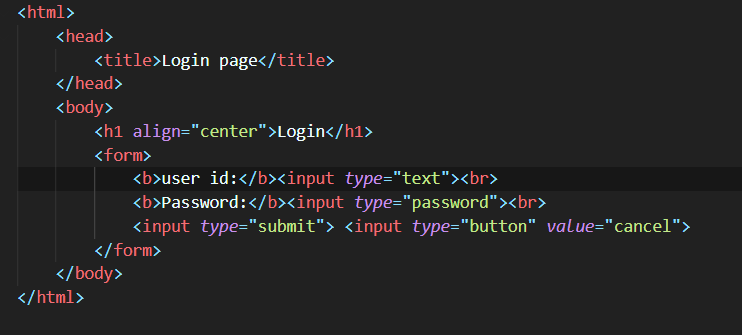 <html>
<head>
<title>Login page</title>
</head>
<body>
<h1 align="center">Login</h1>
<form>
<b>user id:</b><input type="text"><br>
<b>Password:</b><input type="password"><br>
<input type="submit"> <input type="button" value="cancel">
</form>
</body>
</html>